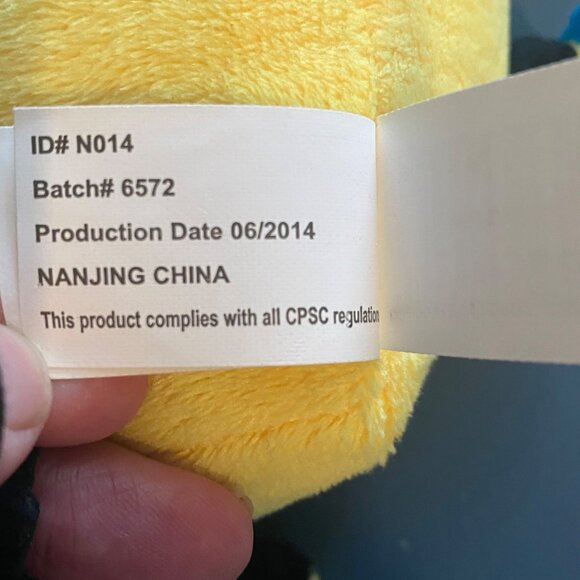 ID# N014
Batch# 6572
Production Date 06/2014
NANJING CHINA
This product complies with all CPSC regulation